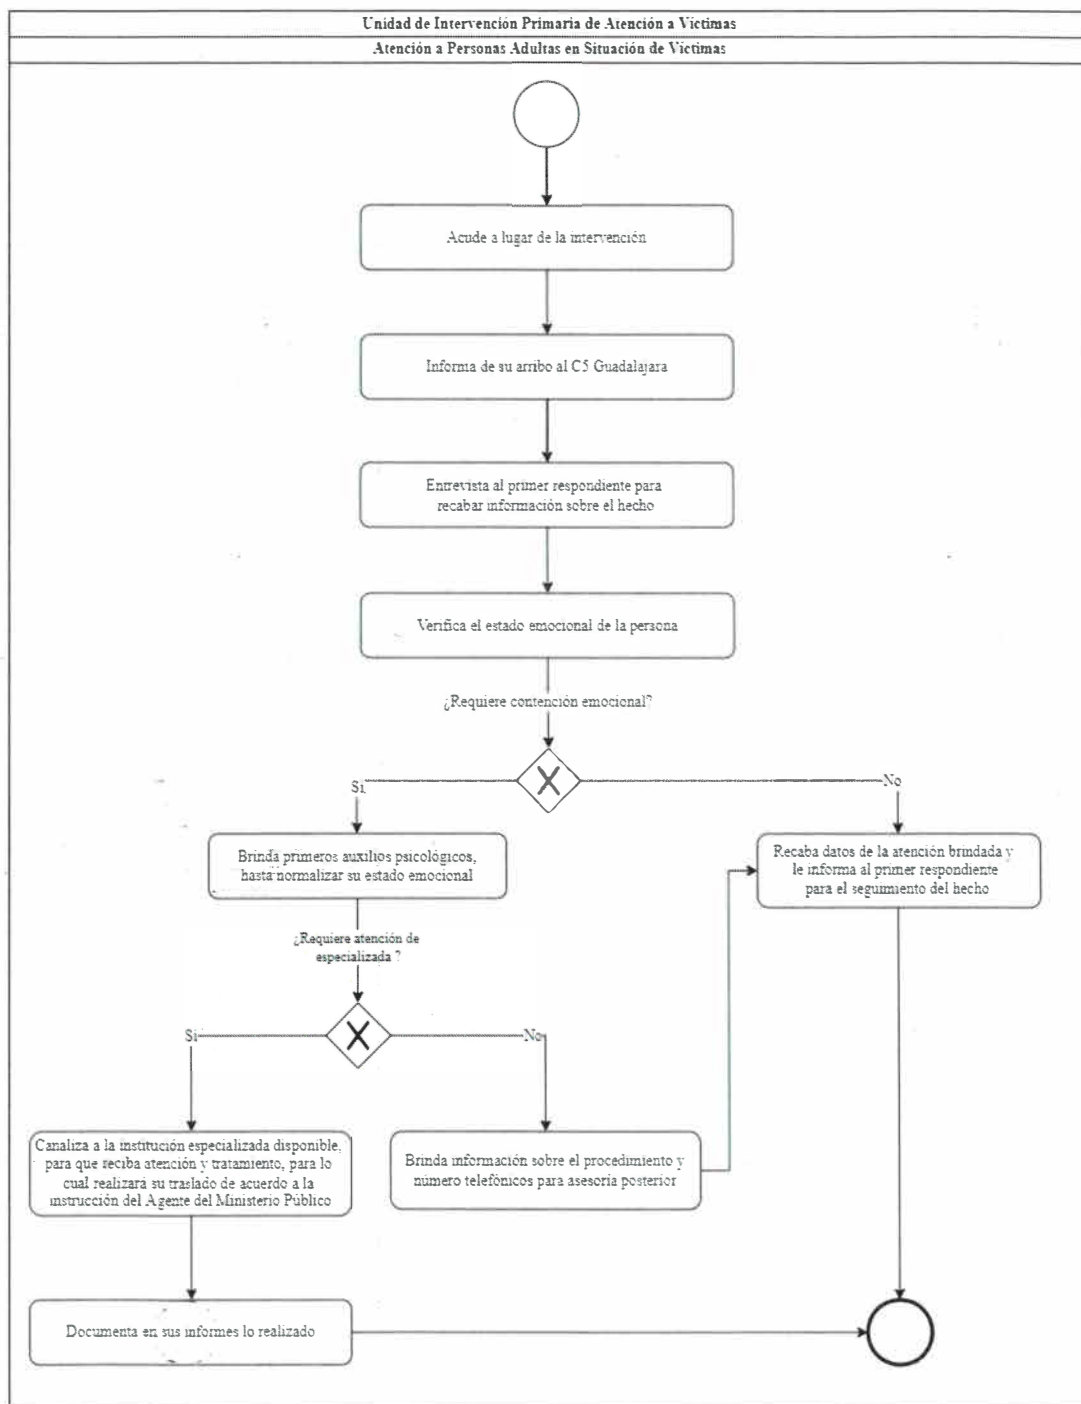 Unidad de Intervención Primaria de Atención a Víctimas
Atención a Personas Adultas en Situación de Víctimas
Acude a lugar de la intervención
Informa de su arribo al C5 Guadalajara
Entrevista al primer respondiente para
recabar información sobre el hecho
Verifica el estado emocional de la persona
¿Requiere contención emocional?
Si
No
Brinda primeros auxilios psicológicos,
hasta normalizar su estado emocional
Recaba datos de la atención brindada y
le informa al primer respondiente
para el seguimiento del hecho
¿Requiere atención de
especializada ?
Si
No
Canaliza a la institución especializada disponible,
para que reciba atención y tratamiento, para lo
cual realizará su traslado de acuerdo a la
instrucción del Agente del Ministerio Público
Brinda información sobre el procedimiento y
número telefónicos para asesoría posterior
Documenta en sus informes lo realizado